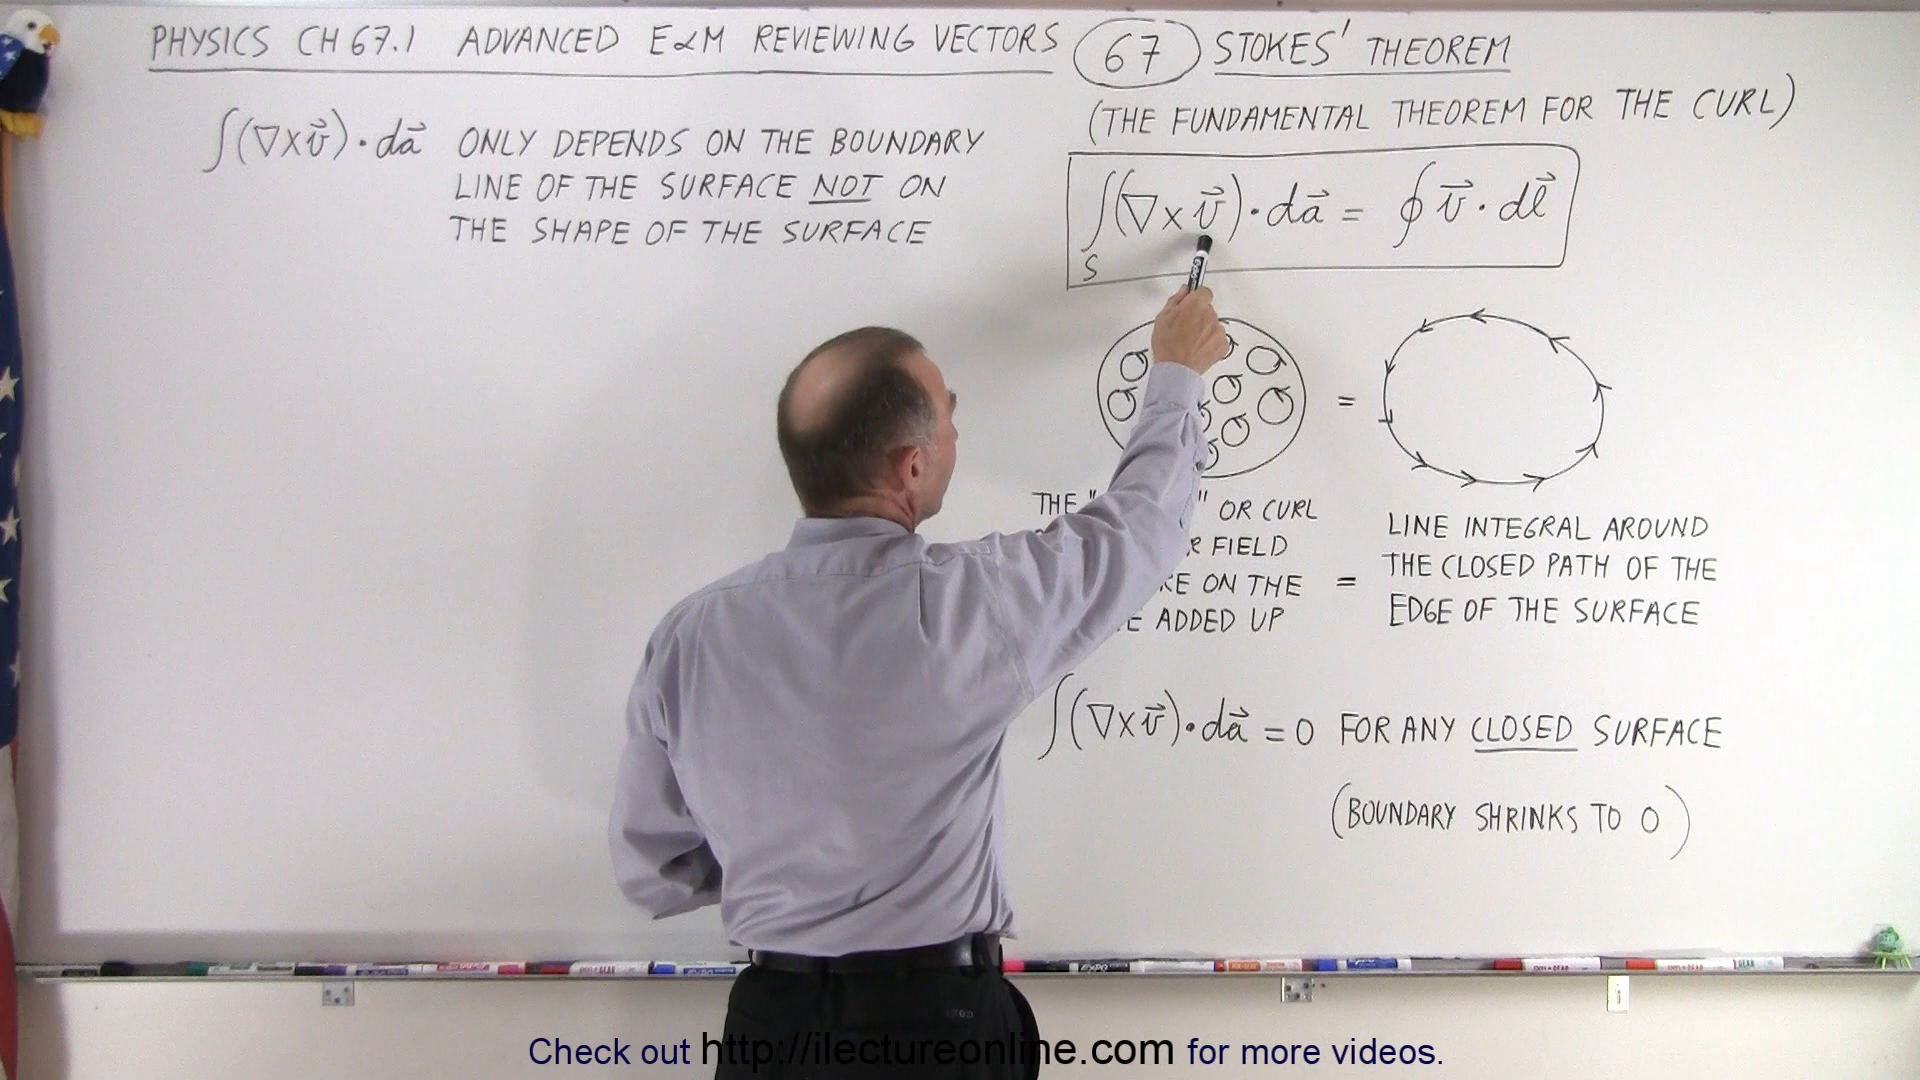 PHYSICS CH 67.1 ADVANCED E&M REVIEWING VECTORS 67 STOKES' THEOREM
∫(∇×v⃗)·da⃗ ONLY DEPENDS ON THE BOUNDARY
LINE OF THE SURFACE NOT ON
THE SHAPE OF THE SURFACE
(THE FUNDAMENTAL THEOREM FOR THE CURL)
∫(∇×v⃗)·da⃗ = ∮v⃗·dl⃗
S
=
THE " " OR CURL
FIELD
ON THE
ADDED UP
=
LINE INTEGRAL AROUND
THE CLOSED PATH OF THE
EDGE OF THE SURFACE
∫(∇×v⃗)·da⃗ = 0 FOR ANY CLOSED SURFACE
(BOUNDARY SHRINKS TO 0)
EXPO
Check out http://ilectureonline.com for more videos.